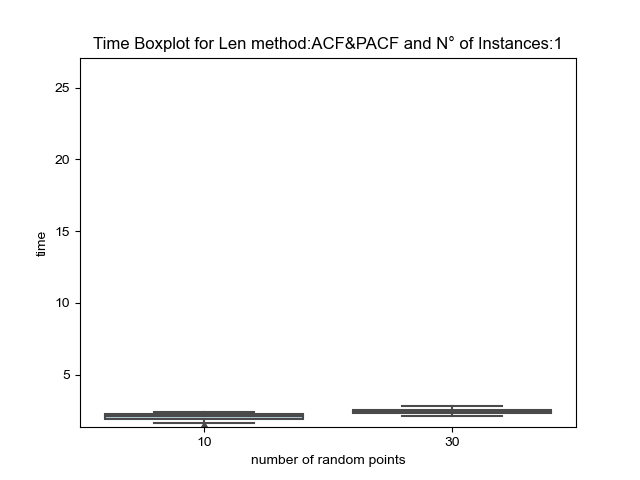 Time Boxplot for Len method:ACF&PACF and N° of Instances:1
25
20
15
10
5
time
10 30
number of random points